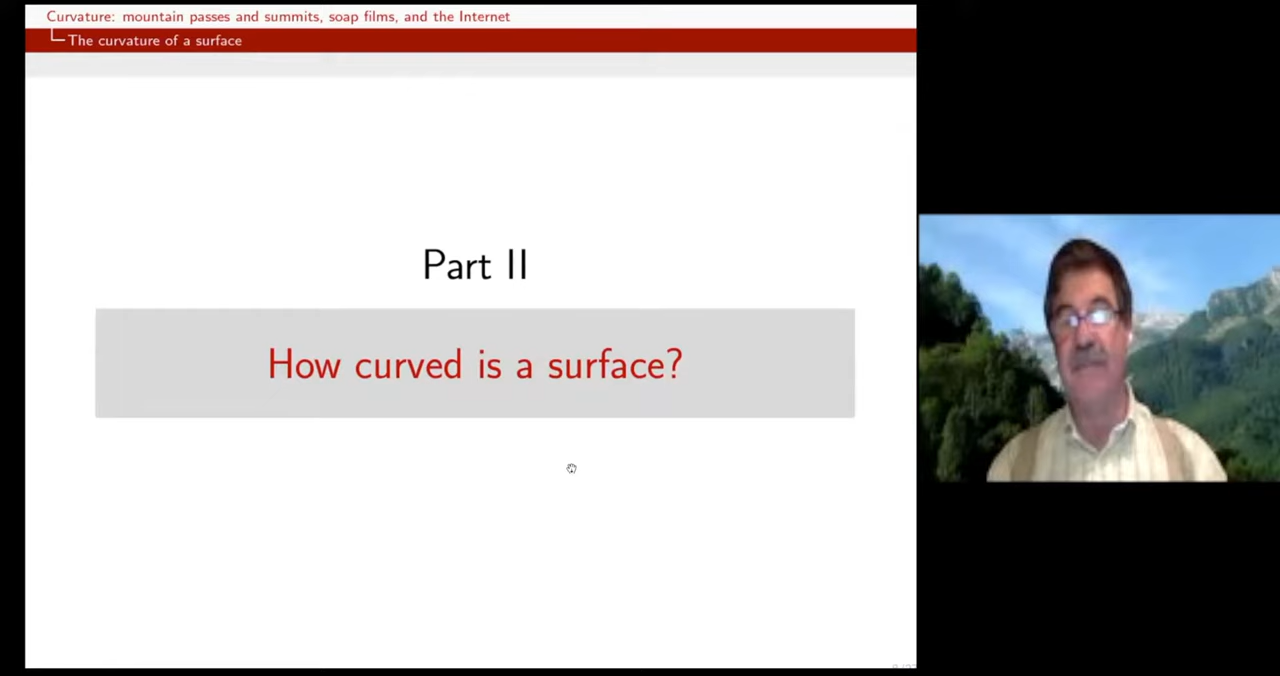 Curvature: mountain passes and summits, soap films, and the Internet
The curvature of a surface
Part II
How curved is a surface?